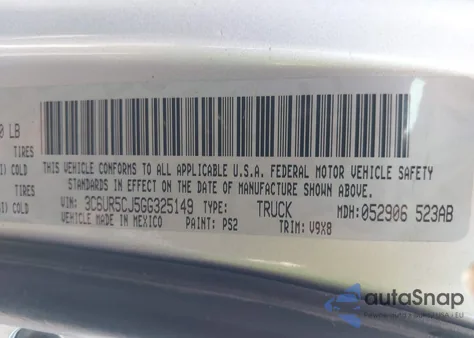 0 LB
TIRES
I) COLD
TIRES
I) COLD
THIS VEHICLE CONFORMS TO ALL APPLICABLE U.S.A. FEDERAL MOTOR VEHICLE SAFETY
STANDARDS IN EFFECT ON THE DATE OF MANUFACTURE SHOWN ABOVE.
VIN: 3C6UR5CJ5GG325149 TYPE: TRUCK MDH: 052906 523AB
VEHICLE MADE IN MEXICO PAINT: PS2 TRIM: V9X8
autoSnap